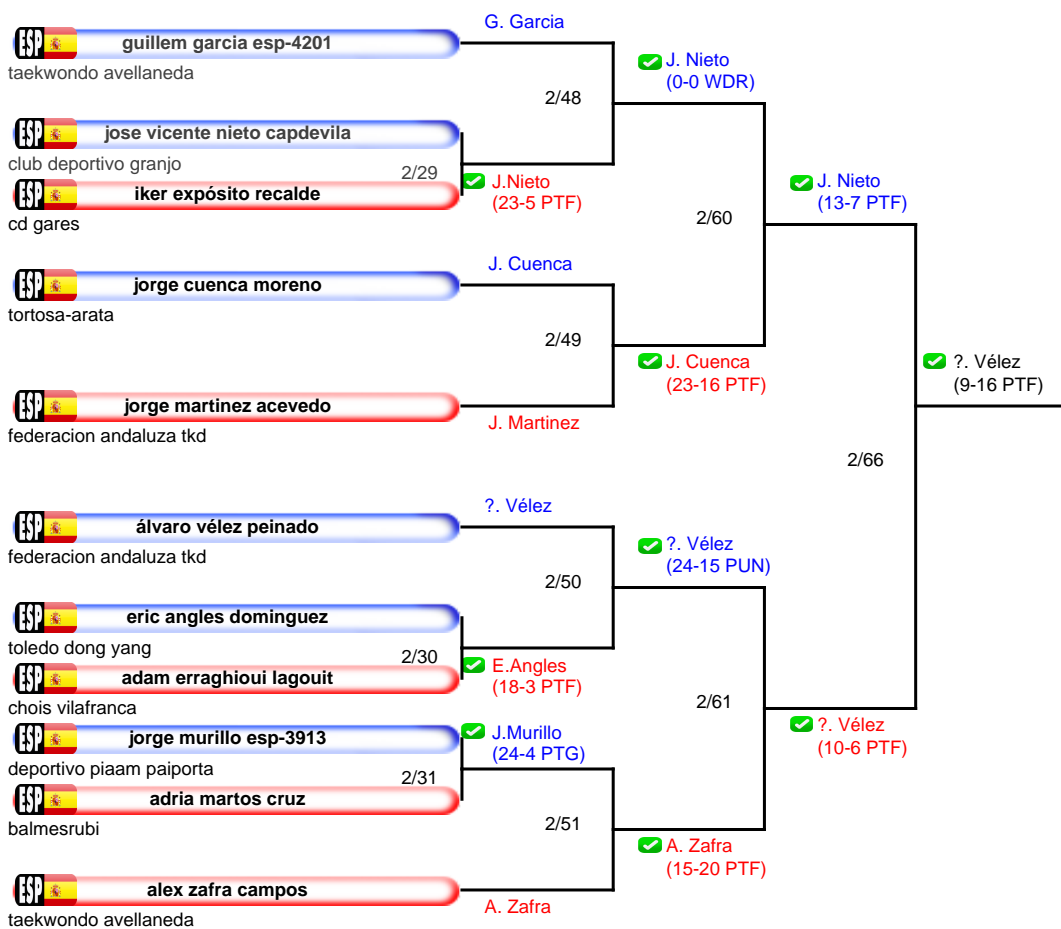 G. Garcia
ESP guillem garcia esp-4201
taekwondo avellaneda
J. Nieto
(0-0 WDR)
2/48
ESP jose vicente nieto capdevila
club deportivo granjo
2/29
ESP iker expósito recalde
cd gares
J.Nieto
(23-5 PTF)
J. Nieto
(13-7 PTF)
2/60
J. Cuenca
ESP jorge cuenca moreno
tortosa-arata
2/49
J. Cuenca
(23-16 PTF)
ESP jorge martinez acevedo
federacion andaluza tkd
J. Martinez
?. Vélez
(9-16 PTF)
2/66
?. Vélez
ESP álvaro vélez peinado
federacion andaluza tkd
?. Vélez
(24-15 PUN)
2/50
ESP eric angles dominguez
toledo dong yang
2/30
ESP adam erraghioui lagouit
chois vilafranca
E.Angles
(18-3 PTF)
2/61
?. Vélez
(10-6 PTF)
ESP jorge murillo esp-3913
deportivo piaam paiporta
J.Murillo
(24-4 PTG)
2/31
ESP adria martos cruz
balmesrubi
2/51
A. Zafra
(15-20 PTF)
ESP alex zafra campos
taekwondo avellaneda
A. Zafra